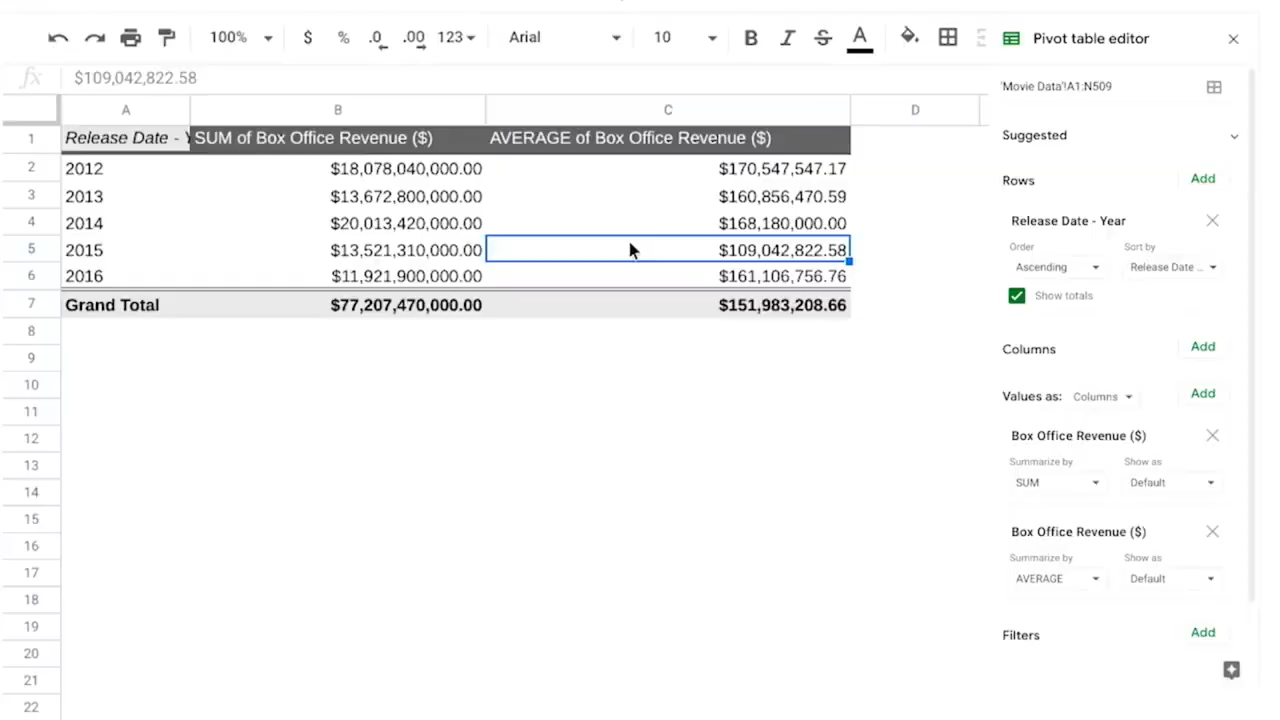 100% $ % .0 .00 123 Arial 10 B I S A Pivot table editor
fx $109,042,822.58
'Movie Data'!A1:N509
A B C D
1 Release Date - Y SUM of Box Office Revenue ($) AVERAGE of Box Office Revenue ($)
2 2012 $18,078,040,000.00 $170,547,547.17
3 2013 $13,672,800,000.00 $160,856,470.59
4 2014 $20,013,420,000.00 $168,180,000.00
5 2015 $13,521,310,000.00 $109,042,822.58
6 2016 $11,921,900,000.00 $161,106,756.76
7 Grand Total $77,207,470,000.00 $151,983,208.66
8
9
10
11
12
13
14
15
16
17
18
19
20
21
22
Suggested
Rows Add
Release Date - Year
Order Sort by
Ascending Release Date ...
Show totals
Columns Add
Values as: Columns Add
Box Office Revenue ($)
Summarize by Show as
SUM Default
Box Office Revenue ($)
Summarize by Show as
AVERAGE Default
Filters Add